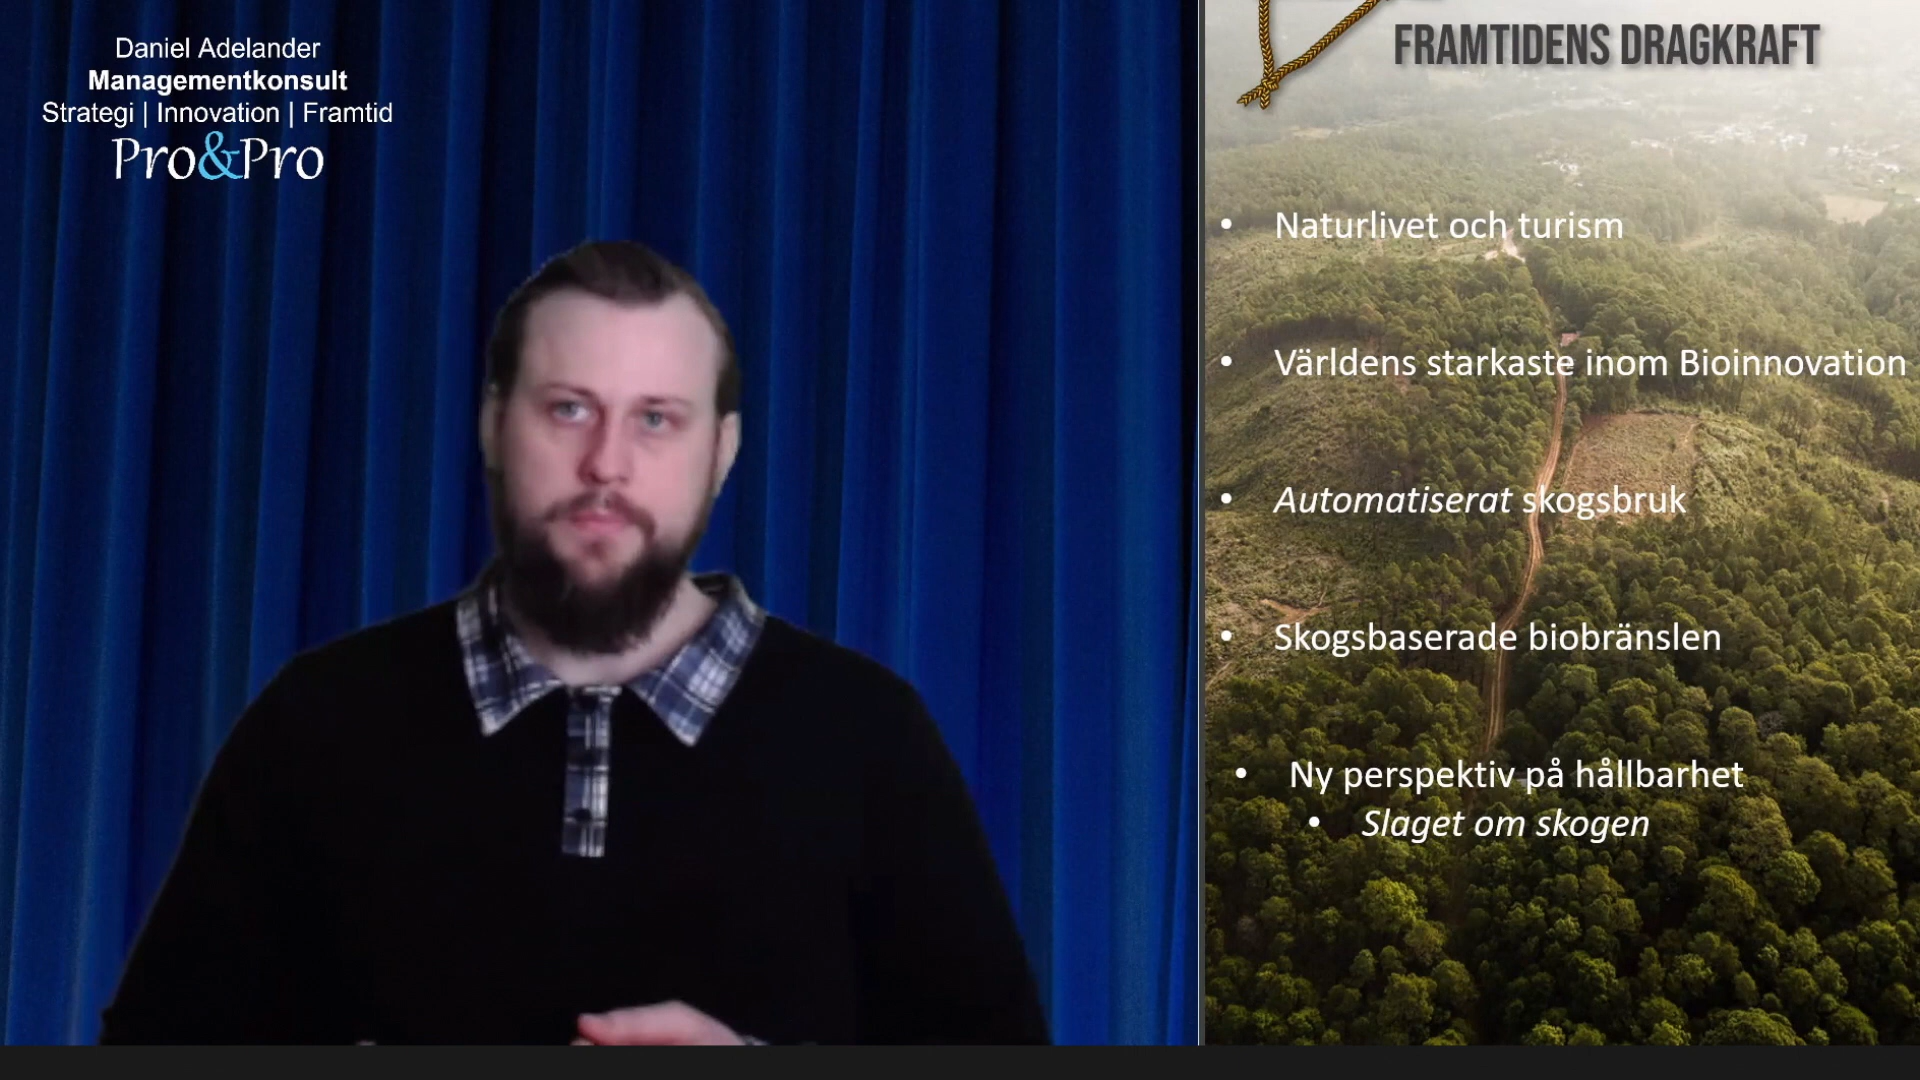 Daniel Adelander
Managementkonsult
Strategi | Innovation | Framtid
Pro&Pro
FRAMTIDENS DRAGKRAFT
• Naturlivet och turism
• Världens starkaste inom Bioinnovation
• Automatiserat skogsbruk
• Skogsbaserade biobränslen
• Ny perspektiv på hållbarhet
• Slaget om skogen